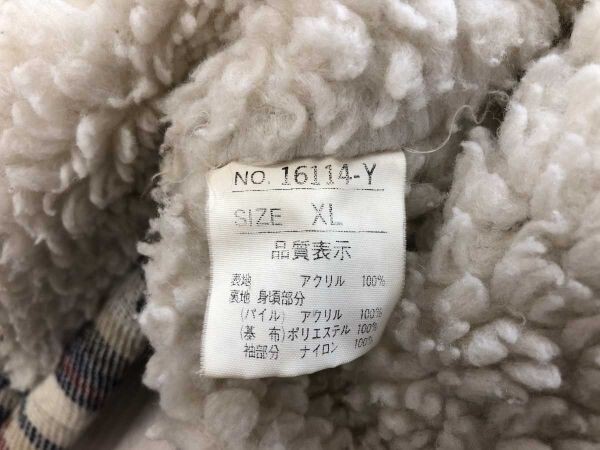 NO. 16114-Y
SIZE XL
品質表示
表地 アクリル 100%
裏地 身頃部分
(パイル) アクリル 100%
(基 布) ポリエステル 100%
袖部分 ナイロン 100%